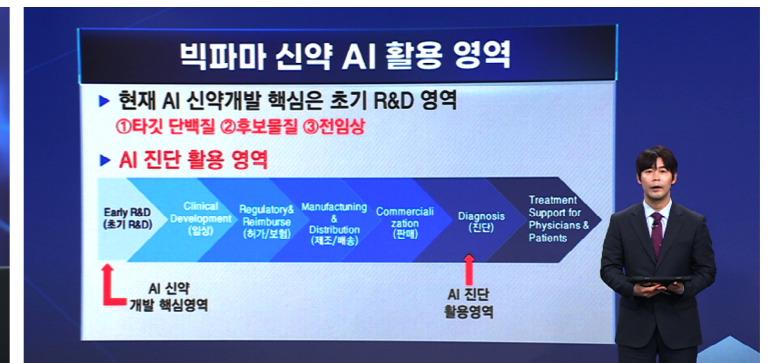 빅파마 신약 AI 활용 영역
▶ 현재 AI 신약개발 핵심은 초기 R&D 영역
①타깃 단백질 ②후보물질 ③전임상
▶ AI 진단 활용 영역
Early R&D
(초기 R&D)
Clinical
Development
(임상)
Regulatory&
Reimburse
(허가/보험)
Manufactuning
&
Distribution
(제조/배송)
Commerciali
zation
(판매)
Diagnosis
(진단)
Treatment
Support for
Physicians &
Patients
AI 신약
개발 핵심영역
AI 진단
활용영역